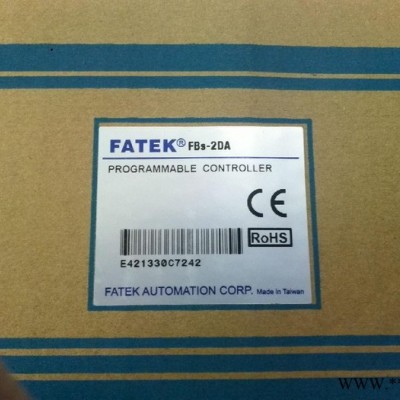 FATEK® FBs-2DA
PROGRAMMABLE CONTROLLER
CE
RoHS
E421330C7242
FATEK AUTOMATION CORP. Made in Taiwan